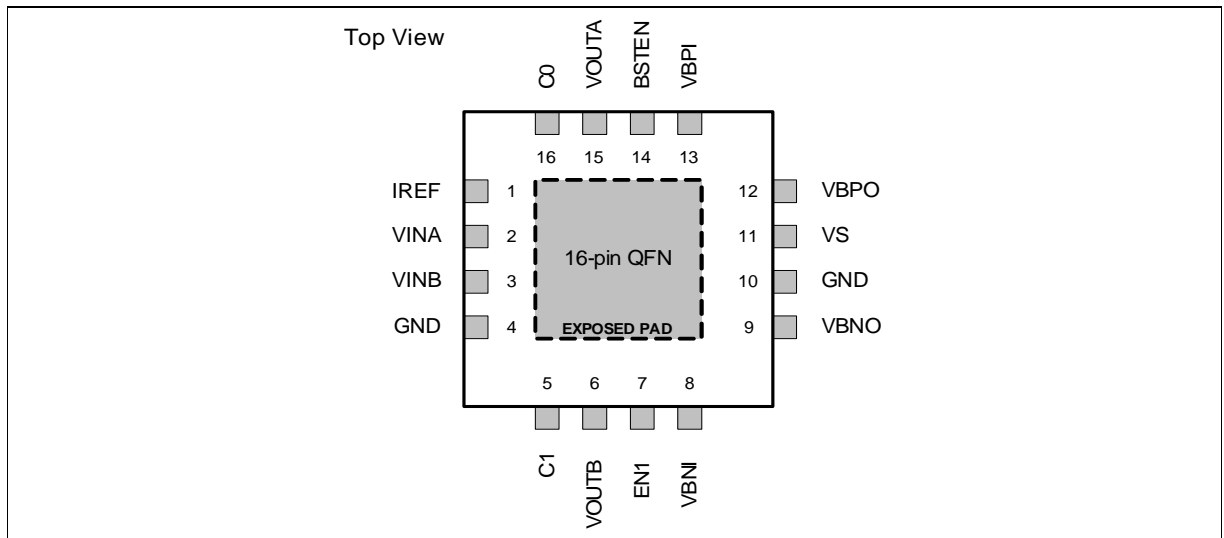 Top View
C0
VOUTA
BSTEN
VBPI
16 15 14 13
IREF 1 12 VBPO
VINA 2 11 VS
VINB 3 10 GND
GND 4 9 VBNO
16-pin QFN
EXPOSED PAD
5 6 7 8
C1
VOUTB
EN1
VBNI